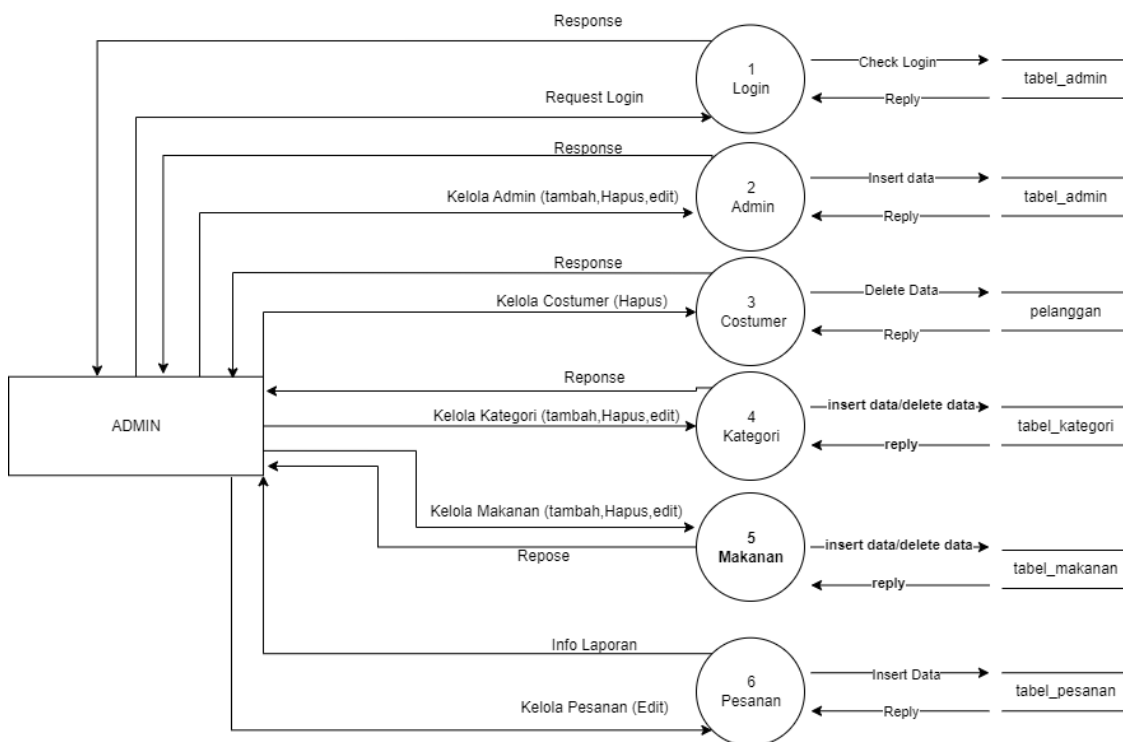 Response
1
Login
Check Login
tabel_admin
Reply
Request Login
Response
2
Admin
Insert data
tabel_admin
Reply
Kelola Admin (tambah,Hapus,edit)
Response
3
Costumer
Delete Data
pelanggan
Reply
Kelola Costumer (Hapus)
Reponse
4
Kategori
insert data/delete data
tabel_kategori
reply
Kelola Kategori (tambah,Hapus,edit)
ADMIN
Kelola Makanan (tambah,Hapus,edit)
5
Makanan
insert data/delete data
tabel_makanan
reply
Repose
Info Laporan
6
Pesanan
Insert Data
tabel_pesanan
Reply
Kelola Pesanan (Edit)